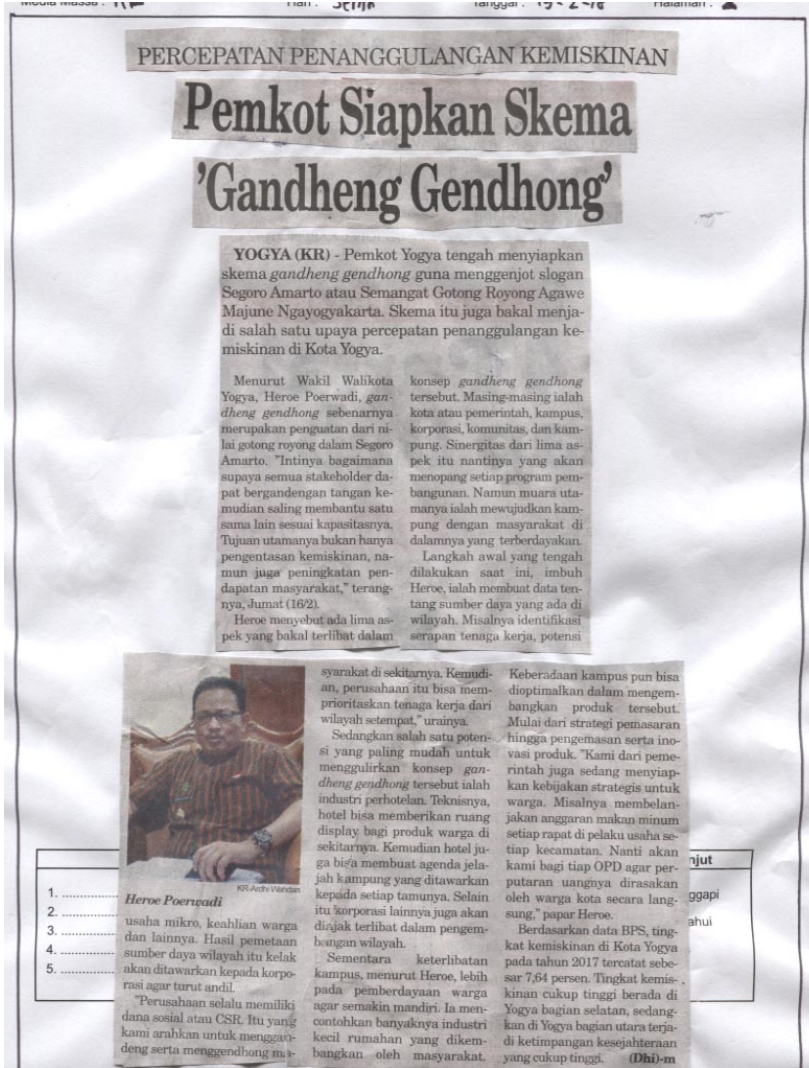 Media Massa : KR
Hari : Senin
Tanggal : 19-2-18
Halaman : 2
PERCEPATAN PENANGGULANGAN KEMISKINAN
Pemkot Siapkan Skema
'Gandheng Gendhong'
YOGYA (KR) - Pemkot Yogya tengah menyiapkan
skema gandheng gendhong guna menggenjot slogan
Segoro Amarto atau Semangat Gotong Royong Agawe
Majune Ngayogyakarta. Skema itu juga bakal menja-
di salah satu upaya percepatan penanggulangan ke-
miskinan di Kota Yogya.
Menurut Wakil Walikota
Yogya, Heroe Poerwadi, gan-
dheng gendhong sebenarnya
merupakan penguatan dari ni-
lai gotong royong dalam Segoro
Amarto. "Intinya bagaimana
supaya semua stakeholder da-
pat bergandengan tangan ke-
mudian saling membantu satu
sama lain sesuai kapasitasnya.
Tujuan utamanya bukan hanya
pengentasan kemiskinan, na-
mun juga peningkatan pen-
dapatan masyarakat," terang-
nya, Jumat (16/2).
Heroe menyebut ada lima as-
pek yang bakal terlibat dalam
konsep gandheng gendhong
tersebut. Masing-masing ialah
kota atau pemerintah, kampus,
korporasi, komunitas, dan kam-
pung. Sinergitas dari lima as-
pek itu nantinya yang akan
menopang setiap program pem-
bangunan. Namun muara uta-
manya ialah mewujudkan kam-
pung dengan masyarakat di
dalamnya yang terberdayakan.
Langkah awal yang tengah
dilakukan saat ini, imbuh
Heroe, ialah membuat data ten-
tang sumber daya yang ada di
wilayah. Misalnya identifikasi
serapan tenaga kerja, potensi
KR-Ardhi Wahdan
Heroe Poerwadi
usaha mikro, keahlian warga
dan lainnya. Hasil pemetaan
sumber daya wilayah itu kelak
akan ditawarkan kepada korpo-
rasi agar turut andil.
"Perusahaan selalu memiliki
dana sosial atau CSR. Itu yang
kami arahkan untuk menggan-
deng serta menggendhong ma-
syarakat di sekitarnya. Kemudi-
an, perusahaan itu bisa mem-
prioritaskan tenaga kerja dari
wilayah setempat," urainya.
Sedangkan salah satu poten-
si yang paling mudah untuk
menggulirkan konsep gan-
dheng gendhong tersebut ialah
industri perhotelan. Teknisnya,
hotel bisa memberikan ruang
display bagi produk warga di
sekitarnya. Kemudian hotel ju-
ga bisa membuat agenda jela-
jah kampung yang ditawarkan
kepada setiap tamunya. Selain
itu korporasi lainnya juga akan
diajak terlibat dalam pengem-
bangan wilayah.
Sementara keterlibatan
kampus, menurut Heroe, lebih
pada pemberdayaan warga
agar semakin mandiri. Ia men-
contohkan banyaknya industri
kecil rumahan yang dikem-
bangkan oleh masyarakat.
Keberadaan kampus pun bisa
dioptimalkan dalam mengem-
bangkan produk tersebut.
Mulai dari strategi pemasaran
hingga pengemasan serta ino-
vasi produk. "Kami dari peme-
rintah juga sedang menyiap-
kan kebijakan strategis untuk
warga. Misalnya membelan-
jakan anggaran makan minum
setiap rapat di pelaku usaha se-
tiap kecamatan. Nanti akan
kami bagi tiap OPD agar per-
putaran uangnya dirasakan
oleh warga kota secara lang-
sung," papar Heroe.
Berdasarkan data BPS, ting-
kat kemiskinan di Kota Yogya
pada tahun 2017 tercatat sebe-
sar 7,64 persen. Tingkat kemis-
kinan cukup tinggi berada di
Yogya bagian selatan, sedang-
kan di Yogya bagian utara terja-
di ketimpangan kesejahteraan
yang cukup tinggi. (Dhi)-m
1. ..................
2. ..................
3. ..................
4. ..................
5. ..................
njut
ggapi
ahui